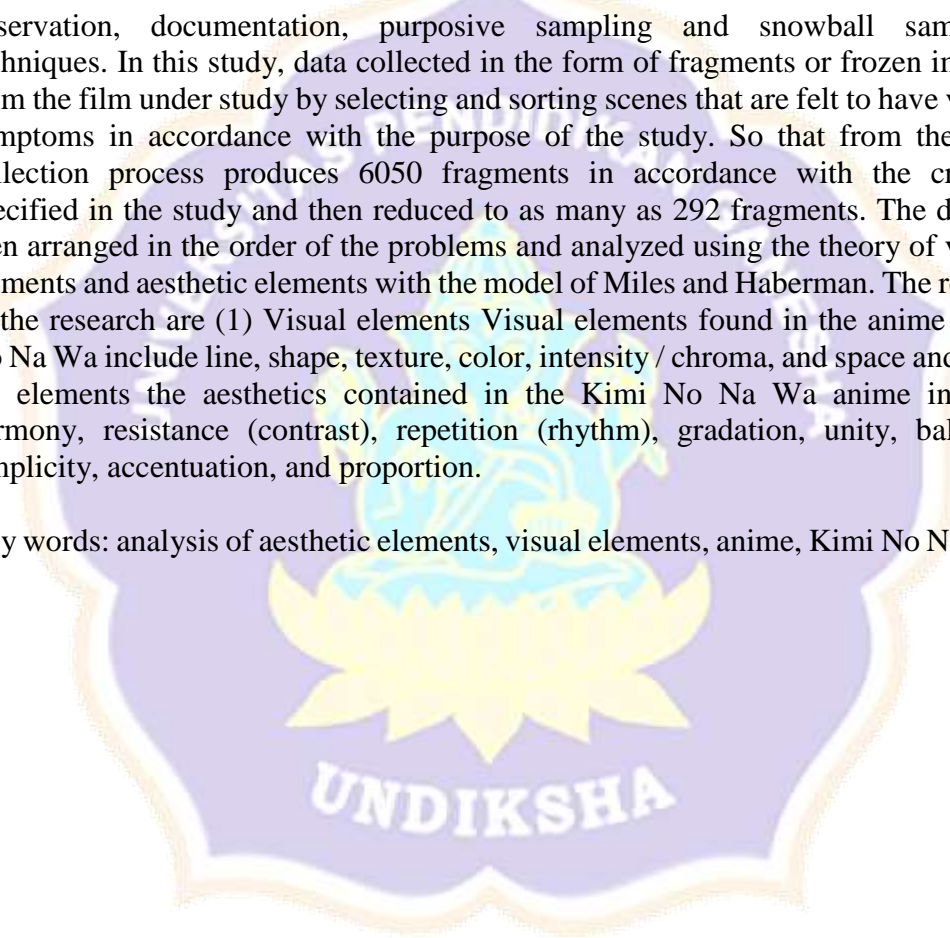 servation, documentation, purposive sampling and snowball sam
hniques. In this study, data collected in the form of fragments or frozen in
om the film under study by selecting and sorting scenes that are felt to have v
mptoms in accordance with the purpose of the study. So that from the
llection process produces 6050 fragments in accordance with the cr
ecified in the study and then reduced to as many as 292 fragments. The d
en arranged in the order of the problems and analyzed using the theory of v
ments and aesthetic elements with the model of Miles and Haberman. The re
the research are (1) Visual elements Visual elements found in the anime
o Na Wa include line, shape, texture, color, intensity / chroma, and space and
elements the aesthetics contained in the Kimi No Na Wa anime in
rmony, resistance (contrast), repetition (rhythm), gradation, unity, bal
mplicity, accentuation, and proportion.
y words: analysis of aesthetic elements, visual elements, anime, Kimi No N
UNIVERSITAS PENDIDIKAN GANESHA
UNDIKSHA